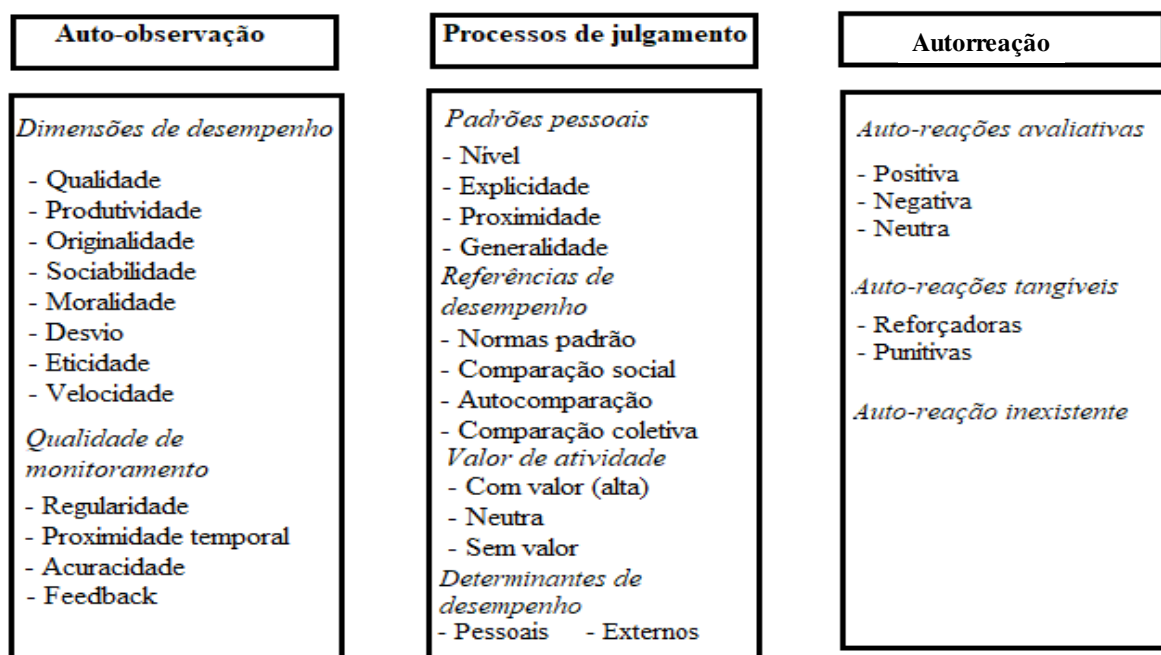 Auto-observação
Dimensões de desempenho
- Qualidade
- Produtividade
- Originalidade
- Sociabilidade
- Moralidade
- Desvio
- Eticidade
- Velocidade
Qualidade de
monitoramento
- Regularidade
- Proximidade temporal
- Acuracidade
- Feedback
Processos de julgamento
Padrões pessoais
- Nível
- Explicidade
- Proximidade
- Generalidade
Referências de
desempenho
- Normas padrão
- Comparação social
- Autocomparação
- Comparação coletiva
Valor de atividade
- Com valor (alta)
- Neutra
- Sem valor
Determinantes de
desempenho
- Pessoais - Externos
Autorreação
Auto-reações avaliativas
- Positiva
- Negativa
- Neutra
.Auto-reações tangíveis
- Reforçadoras
- Punitivas
Auto-reação inexistente